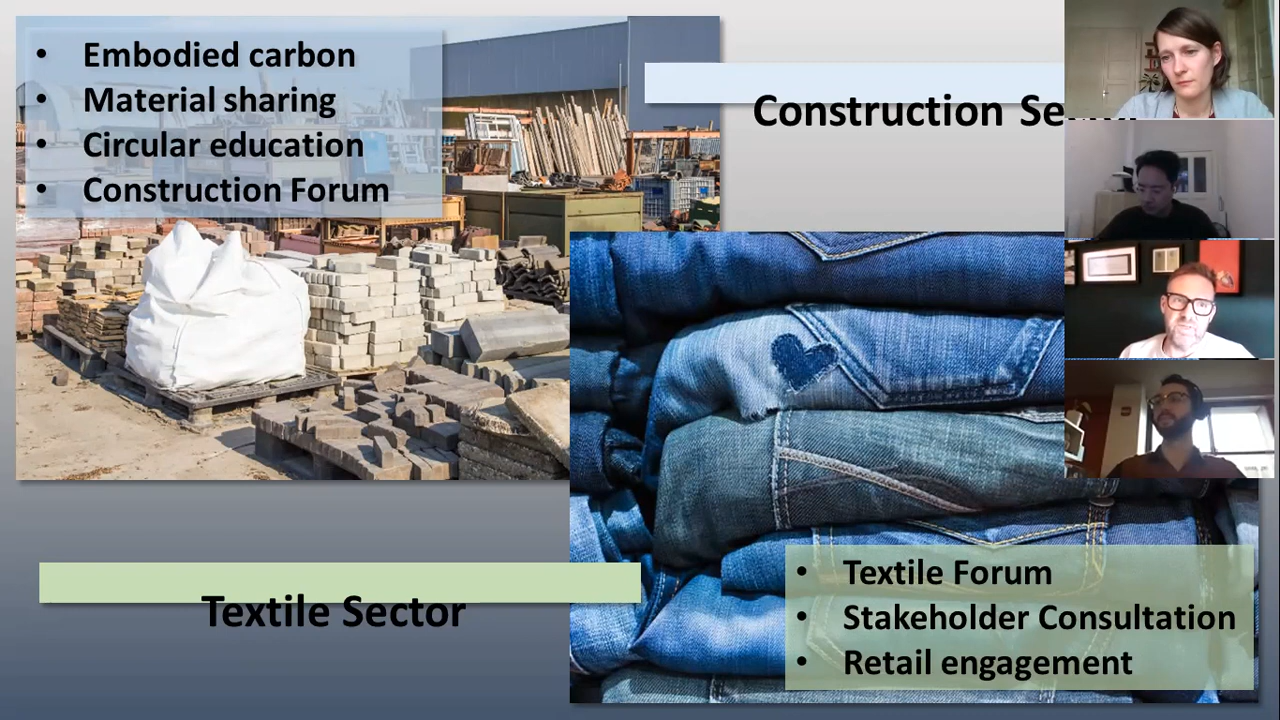 • Embodied carbon
• Material sharing
• Circular education
• Construction Forum
Construction
Textile Sector
• Textile Forum
• Stakeholder Consultation
• Retail engagement